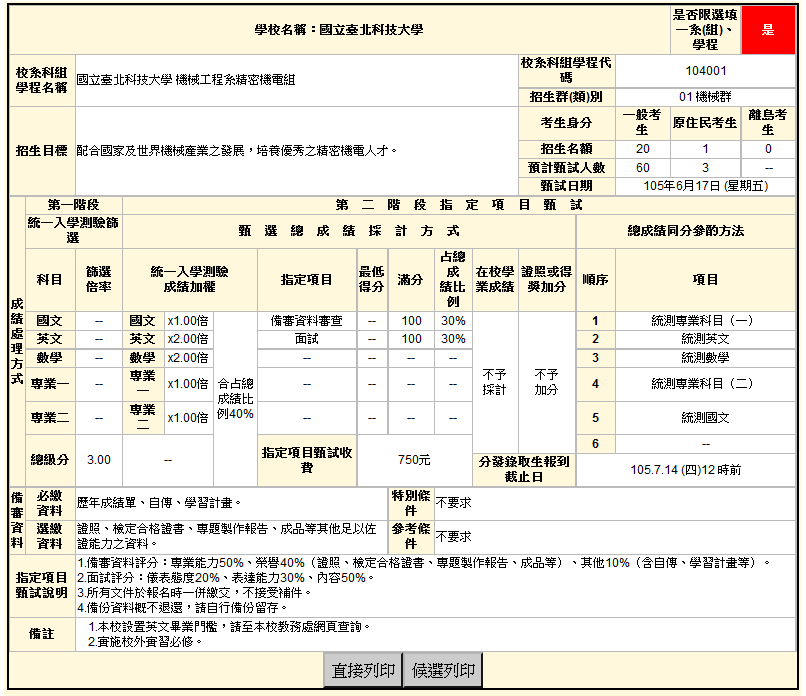 學校名稱：國立臺北科技大學
是否限選填
一系(組)、
學程
是
校系科組
學程名稱
國立臺北科技大學 機械工程系精密機電組
校系科組學程代
碼
104001
招生群(類)別
01 機械群
招生目標
配合國家及世界機械產業之發展，培養優秀之精密機電人才。
考生身分
一般考
生
原住民考生
離島考
生
招生名額
20
1
0
預計甄試人數
60
3
--
甄試日期
105年6月17日 (星期五)
成績處理方式
第一階段
第 二 階 段 指 定 項 目 甄 試
統一入學測驗篩
選
甄 選 總 成 績 採 計 方 式
總成績同分參酌方法
科目
篩選
倍率
統一入學測驗
成績加權
指定項目
最低
得分
滿分
占總
成
績比
例
在校學
業成績
證照或得
獎加分
順序
項目
國文
--
國文
x1.00倍
合占總
成績比
例40%
備審資料審查
--
100
30%
不予
採計
不予
加分
1
統測專業科目（一）
英文
--
英文
x2.00倍
面試
--
100
30%
2
統測英文
數學
--
數學
x2.00倍
--
--
--
--
3
統測數學
專業一
--
專業
一
x1.00倍
--
--
--
--
4
統測專業科目（二）
專業二
--
專業
二
x1.00倍
--
--
--
--
5
統測國文
6
--
總級分
3.00
--
指定項目甄試收
費
750元
分發錄取生報到
截止日
105.7.14 (四)12 時前
備審資料
必繳
資料
歷年成績單、自傳、學習計畫。
特別條
件
不要求
選繳
資料
證照、檢定合格證書、專題製作報告、成品等其他足以佐
證能力之資料。
參考條
件
不要求
指定項目
甄試說明
1.備審資料評分：專業能力50%、榮譽40%（證照、檢定合格證書、專題製作報告、成品等）、其他10%（含自傳、學習計畫等）。
2.面試評分：儀表態度20%、表達能力30%、內容50%。
3.所有文件於報名時一併繳交，不接受補件。
4.備份資料概不退還，請自行備份留存。
備註
1.本校設置英文畢業門檻，請至本校教務處網頁查詢。
2.實施校外實習必修。
直接列印
候選列印